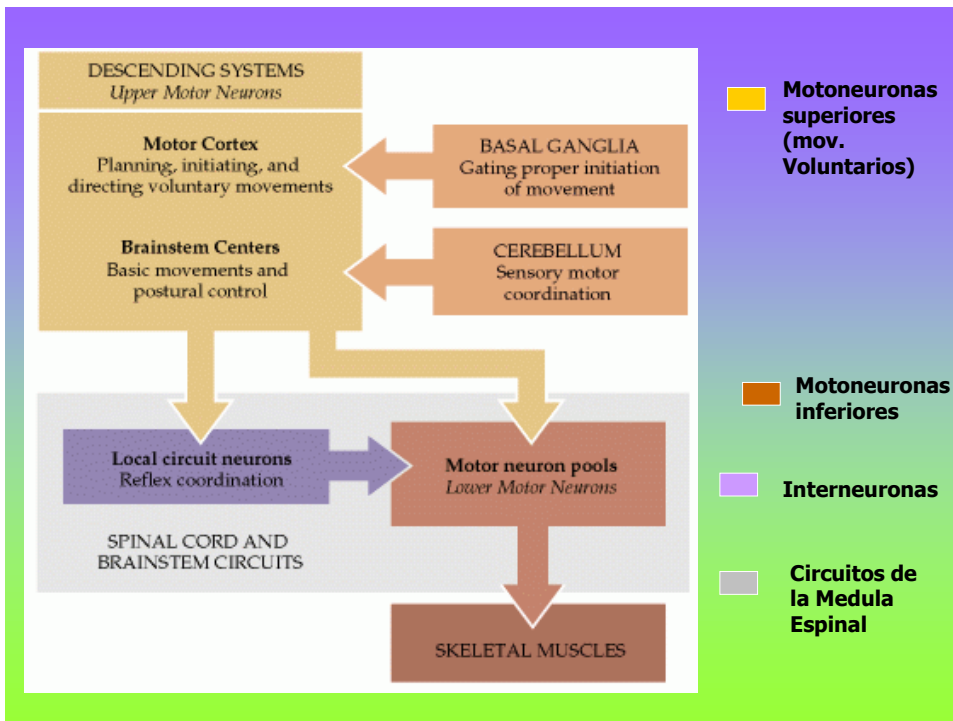 DESCENDING SYSTEMS
Upper Motor Neurons
Motor Cortex
Planning, initiating, and
directing voluntary movements
Brainstem Centers
Basic movements and
postural control
BASAL GANGLIA
Gating proper initiation
of movement
CEREBELLUM
Sensory motor
coordination
Local circuit neurons
Reflex coordination
Motor neuron pools
Lower Motor Neurons
SPINAL CORD AND
BRAINSTEM CIRCUITS
SKELETAL MUSCLES
Motoneuronas
superiores
(mov.
Voluntarios)
Motoneuronas
inferiores
Interneuronas
Circuitos de
la Medula
Espinal